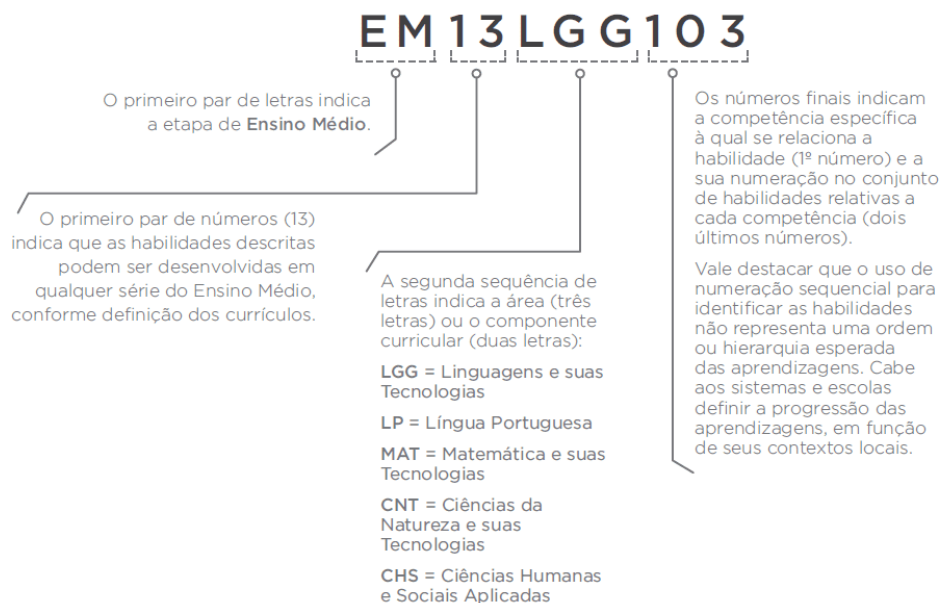 EM13LGG103
O primeiro par de letras indica
a etapa de Ensino Médio.
O primeiro par de números (13)
indica que as habilidades descritas
podem ser desenvolvidas em
qualquer série do Ensino Médio,
conforme definição dos currículos.
A segunda sequência de
letras indica a área (três
letras) ou o componente
curricular (duas letras):
LGG = Linguagens e suas
Tecnologias
LP = Língua Portuguesa
MAT = Matemática e suas
Tecnologias
CNT = Ciências da
Natureza e suas
Tecnologias
CHS = Ciências Humanas
e Sociais Aplicadas
Os números finais indicam
a competência específica
à qual se relaciona a
habilidade (1º número) e a
sua numeração no conjunto
de habilidades relativas a
cada competência (dois
últimos números).
Vale destacar que o uso de
numeração sequencial para
identificar as habilidades
não representa uma ordem
ou hierarquia esperada
das aprendizagens. Cabe
aos sistemas e escolas
definir a progressão das
aprendizagens, em função
de seus contextos locais.